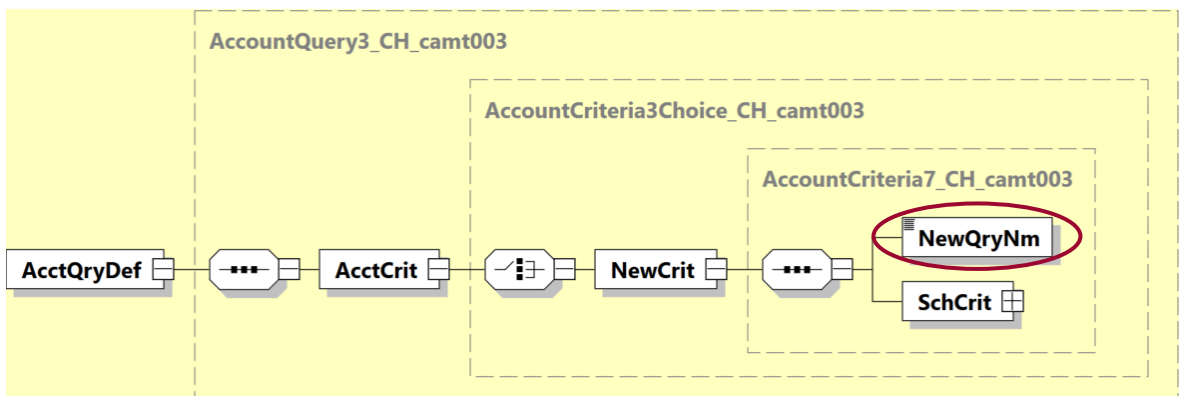 AccountQuery3_CH_camt003
AccountCriteria3Choice_CH_camt003
AccountCriteria7_CH_camt003
NewQryNm
AcctQryDef
AcctCrit
NewCrit
SchCrit